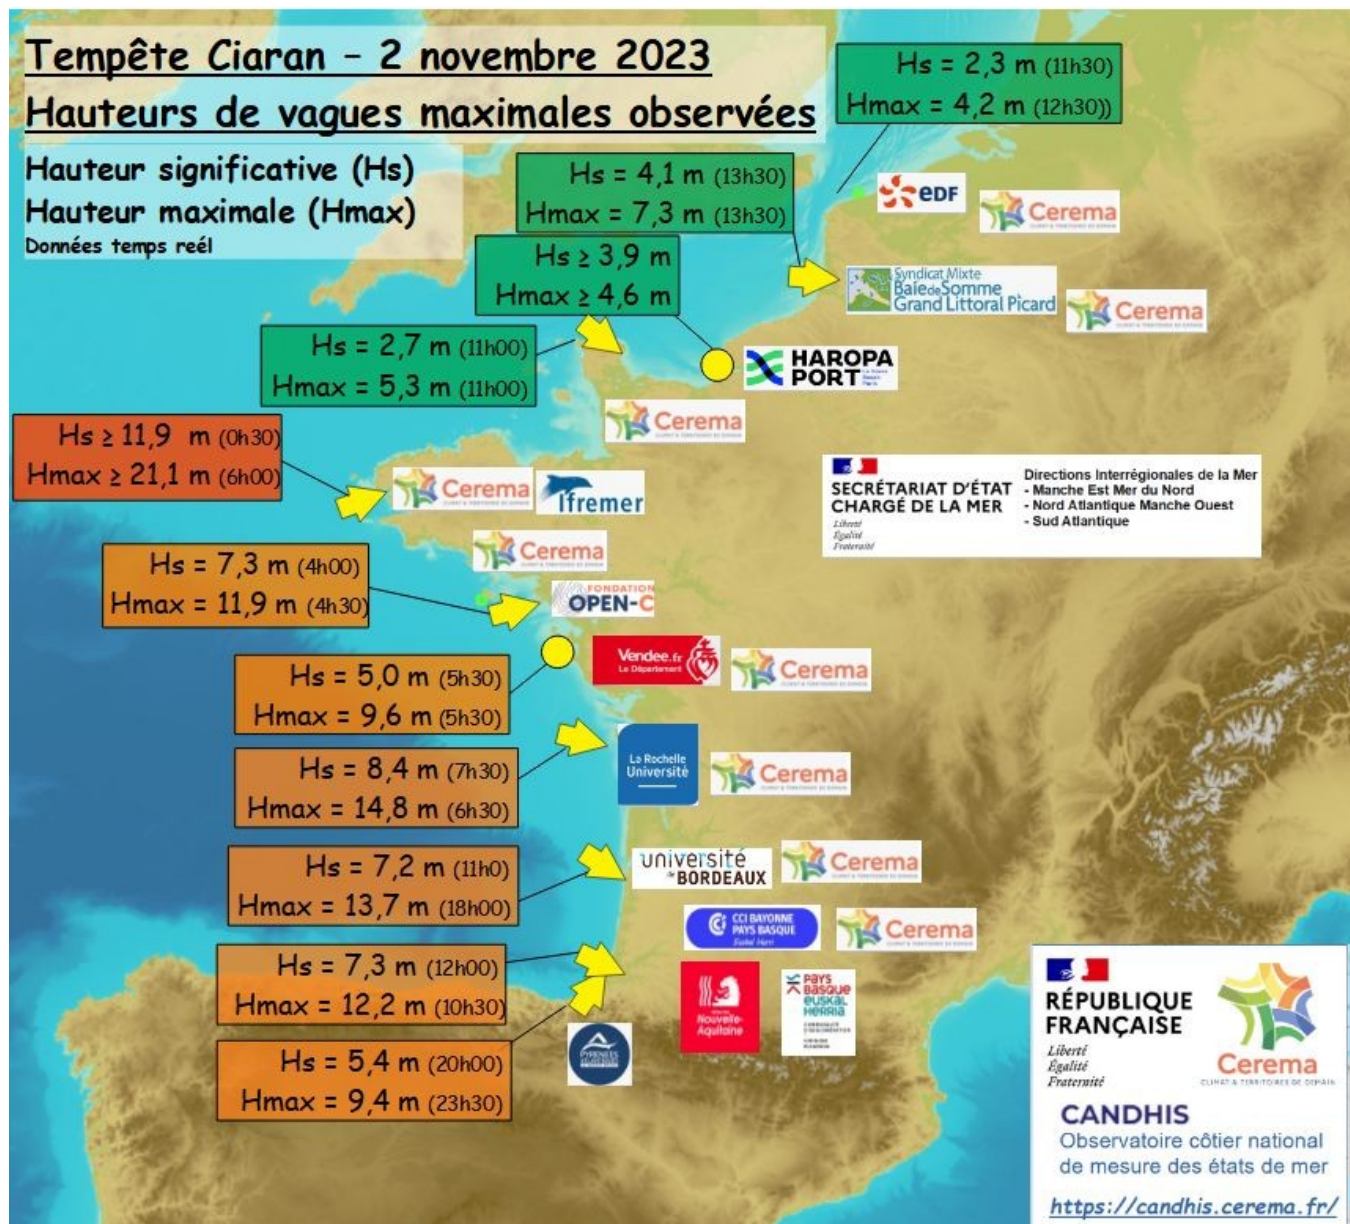 Tempête Ciaran - 2 novembre 2023
Hauteurs de vagues maximales observées
Hauteur significative (Hs)
Hauteur maximale (Hmax)
Données temps reél
Hs = 2,3 m (11h30)
Hmax = 4,2 m (12h30))
edF
Cerema
Hs = 4,1 m (13h30)
Hmax = 7,3 m (13h30)
Syndicat Mixte
Baie de Somme
Grand Littoral Picard
Cerema
Hs ≥ 3,9 m
Hmax ≥ 4,6 m
HAROPA
PORT
Hs = 2,7 m (11h00)
Hmax = 5,3 m (11h00)
Cerema
Hs ≥ 11,9 m (0h30)
Hmax ≥ 21,1 m (6h00)
Cerema
Ifremer
SECRÉTARIAT D'ÉTAT
CHARGÉ DE LA MER
Liberté
Égalité
Fraternité
Directions Interrégionales de la Mer
- Manche Est Mer du Nord
- Nord Atlantique Manche Ouest
- Sud Atlantique
Cerema
Hs = 7,3 m (4h00)
Hmax = 11,9 m (4h30)
FONDATION
OPEN-C
Hs = 5,0 m (5h30)
Hmax = 9,6 m (5h30)
Vendee.fr
Le Département
Cerema
Hs = 8,4 m (7h30)
Hmax = 14,8 m (6h30)
La Rochelle
Université
Cerema
Hs = 7,2 m (11h0)
Hmax = 13,7 m (18h00)
université
de BORDEAUX
Cerema
CCI BAYONNE
PAYS BASQUE
Euskal Herri
Cerema
Hs = 7,3 m (12h00)
Hmax = 12,2 m (10h30)
Nouvelle-
Aquitaine
PAYS
BASQUE
EUSKAL
HERRIA
Hs = 5,4 m (20h00)
Hmax = 9,4 m (23h30)
PYRENEES
RÉPUBLIQUE
FRANÇAISE
Liberté
Égalité
Fraternité
Cerema
CLIMAT & TERRITOIRES DE DEMAIN
CANDHIS
Observatoire côtier national
de mesure des états de mer
https://candhis.cerema.fr/